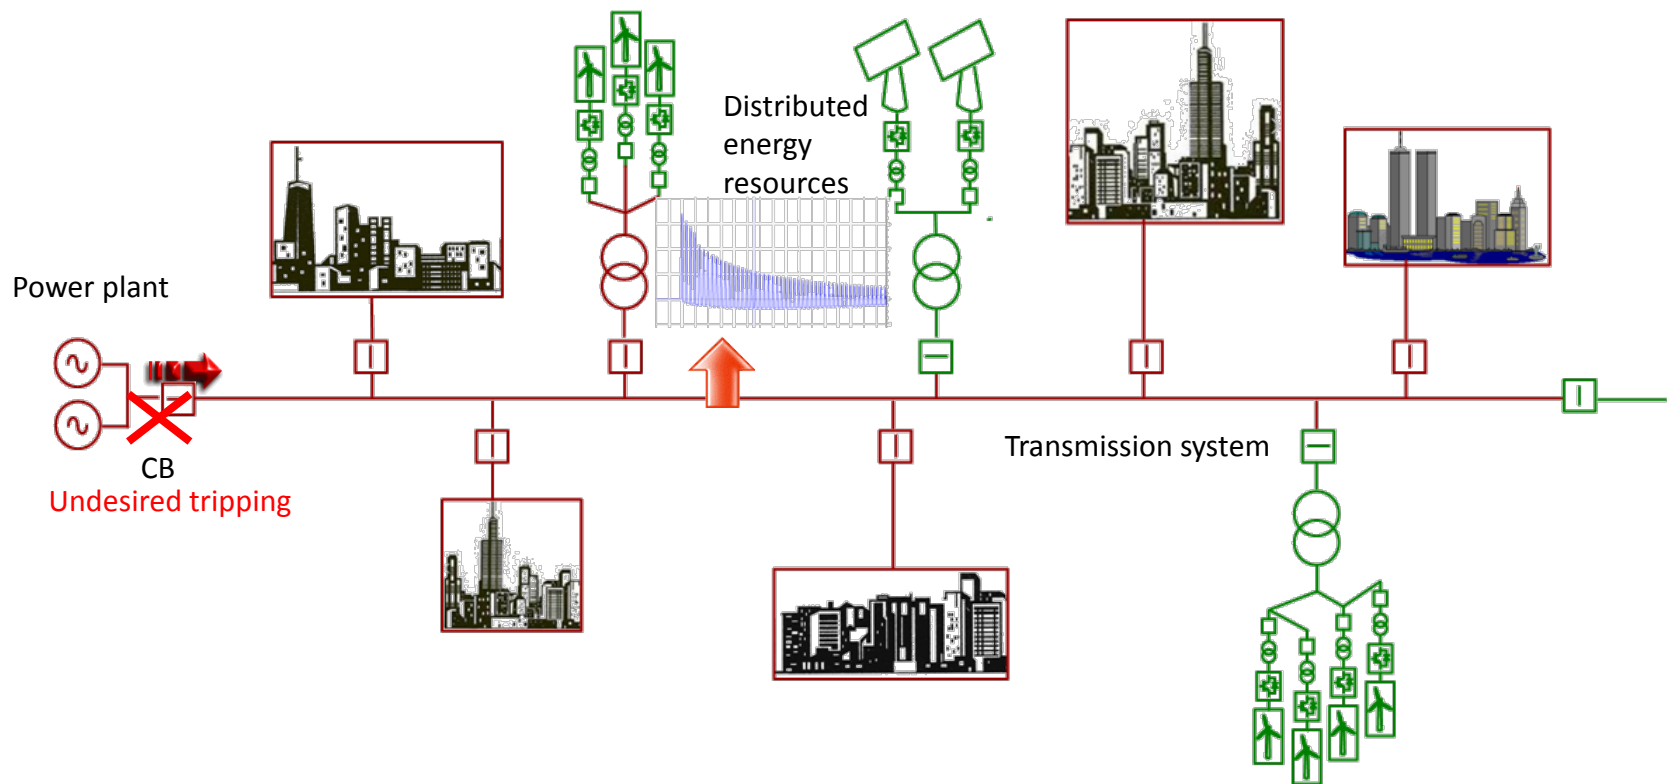 Distributed
energy
resources
Power plant
CB
Undesired tripping
Transmission system